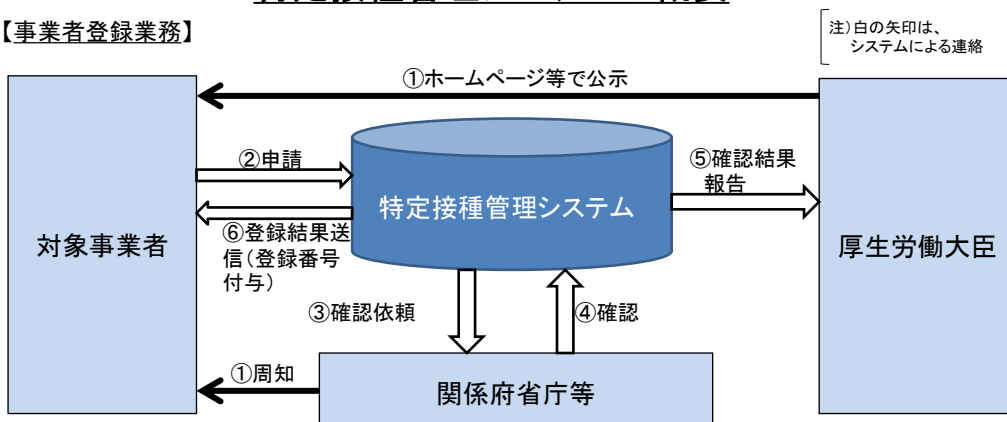 【事業者登録業務】
注)白の矢印は、
システムによる連絡
①ホームページ等で公示
②申請
特定接種管理システム
⑤確認結果
報告
対象事業者
⑥登録結果送
信(登録番号
付与)
厚生労働大臣
③確認依頼
④確認
①周知
関係府省庁等